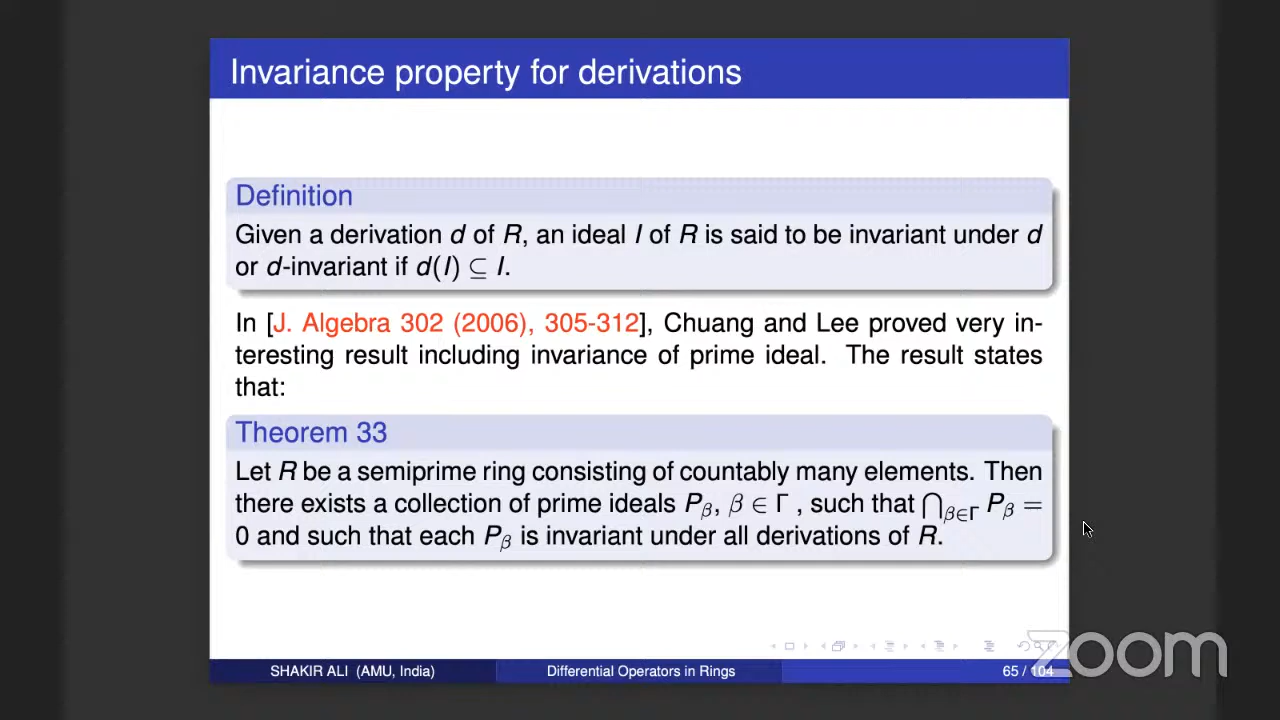 Invariance property for derivations
Definition
Given a derivation d of R, an ideal I of R is said to be invariant under d
or d-invariant if d(I) ⊆ I.
In [J. Algebra 302 (2006), 305-312], Chuang and Lee proved very in-
teresting result including invariance of prime ideal. The result states
that:
Theorem 33
Let R be a semiprime ring consisting of countably many elements. Then
there exists a collection of prime ideals P_β, β ∈ Γ , such that ⋂_{β∈Γ} P_β =
0 and such that each P_β is invariant under all derivations of R.
SHAKIR ALI (AMU, India) Differential Operators in Rings 65 / 104
zoom